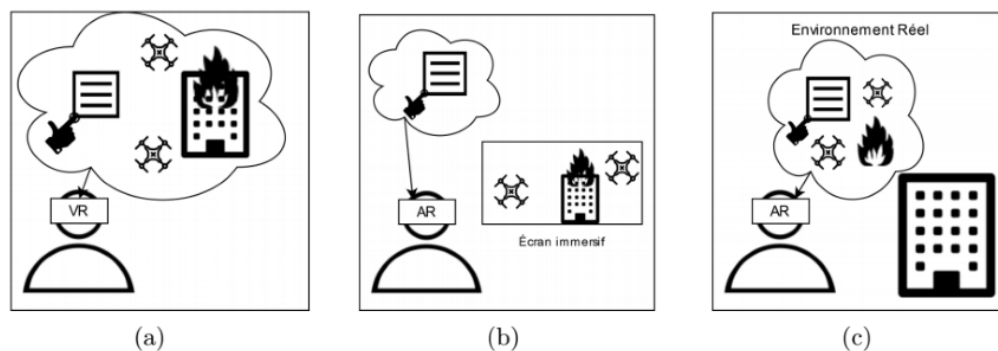 VR
(a)
AR
Écran immersif
(b)
Environnement Réel
AR
(c)